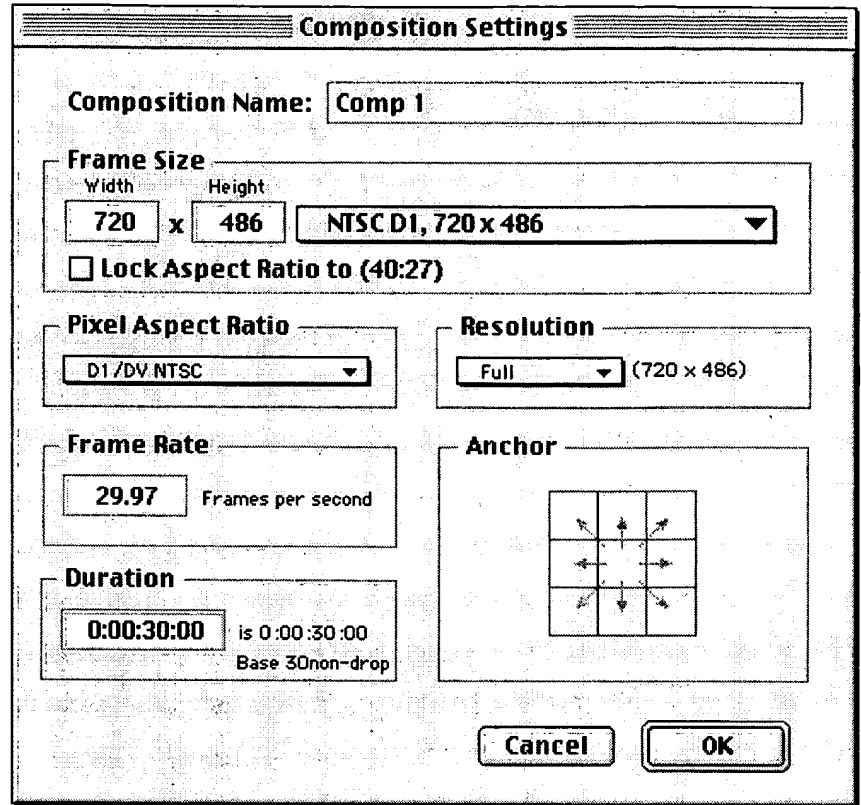 Composition Settings
Composition Name: Comp 1
Frame Size
Width Height
720 x 486 NTSC D1, 720 x 486
Lock Aspect Ratio to (40:27)
Pixel Aspect Ratio
D1/DV NTSC
Resolution
Full (720 x 486)
Frame Rate
29.97 Frames per second
Anchor
Duration
0:00:30:00 is 0:00:30:00
Base 30non-drop
Cancel OK